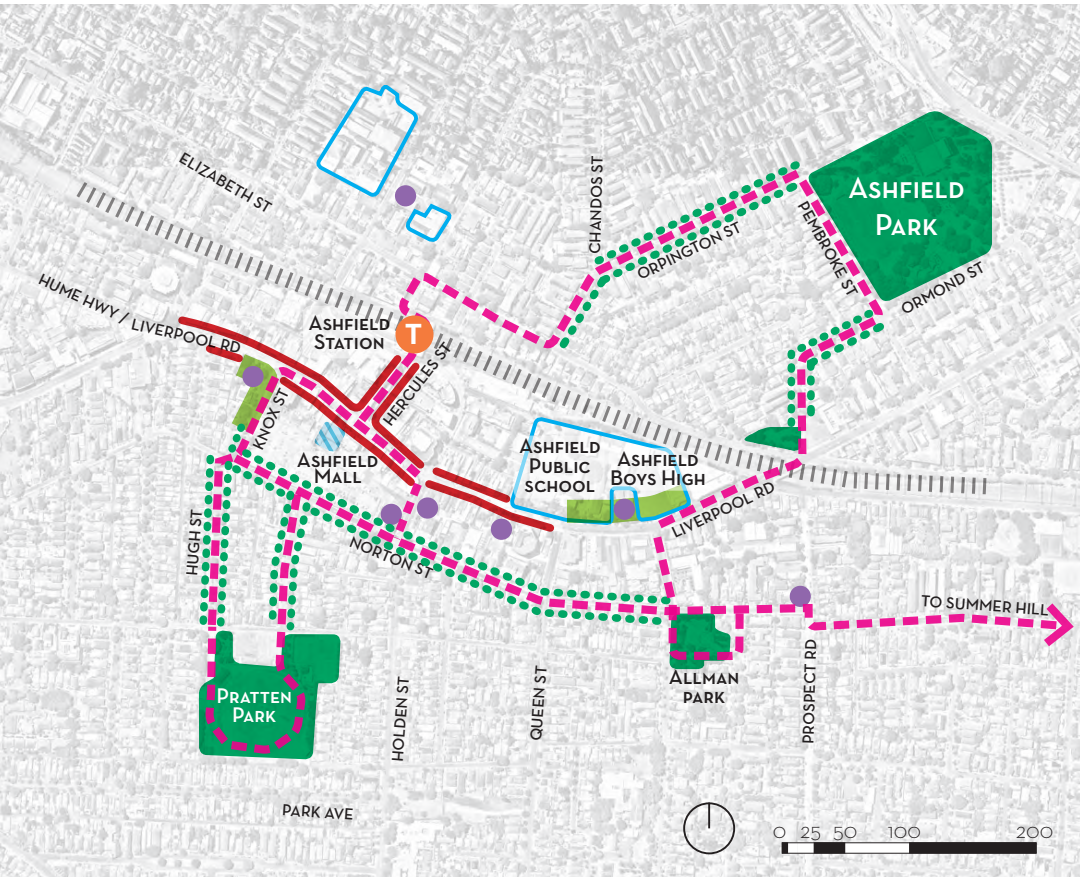 ELIZABETH ST
CHANDOS ST
ORPINGTON ST
ASHFIELD
PARK
PEMBROKE ST
ORMOND ST
HUME HWY / LIVERPOOL RD
ASHFIELD
STATION
T
HERCULES ST
KNOX ST
ASHFIELD
MALL
ASHFIELD
PUBLIC
SCHOOL
ASHFIELD
BOYS HIGH
LIVERPOOL RD
HUGH ST
NORTON ST
TO SUMMER HILL
PRATTEN
PARK
HOLDEN ST
QUEEN ST
ALLMAN
PARK
PROSPECT RD
PARK AVE
0 25 50 100 200